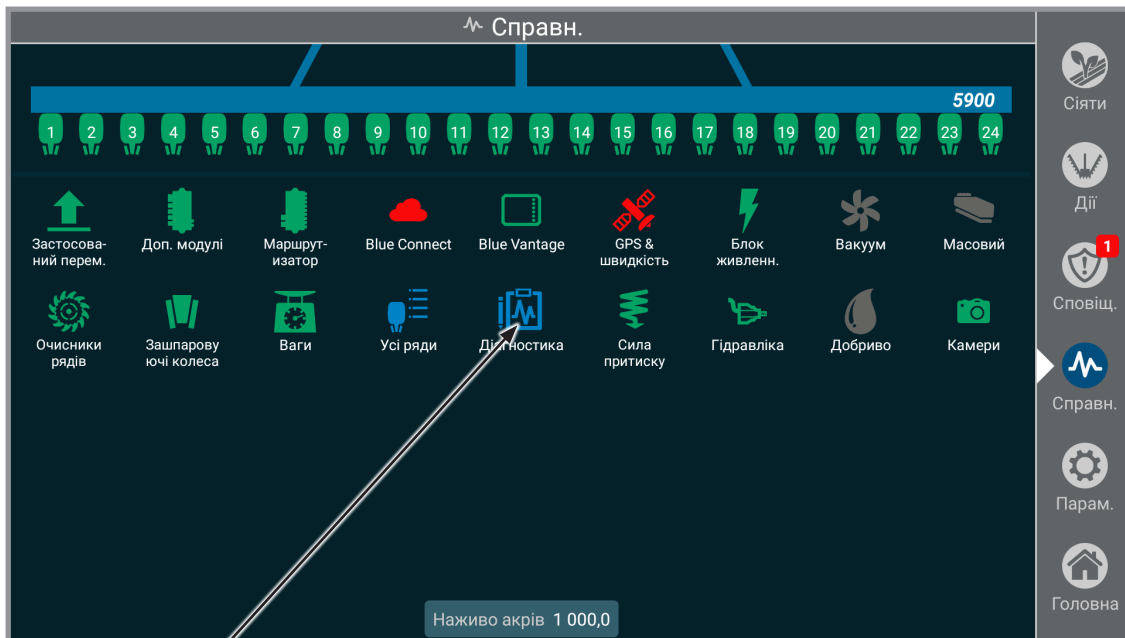 Справн.
5900
1 2 3 4 5 6 7 8 9 10 11 12 13 14 15 16 17 18 19 20 21 22 23 24
Застосова-
ний перем.
Доп. модулі
Маршрут-
изатор
Blue Connect
Blue Vantage
GPS &
швидкість
Блок
живленн.
Вакуум
Масовий
Очисники
рядів
Зашпарову
ючі колеса
Ваги
Усі ряди
Діагностика
Сила
притиску
Гідравліка
Добриво
Камери
Наживо акрів 1 000,0
Сіяти
Дії
1
Сповіщ.
Справн.
Парам.
Головна